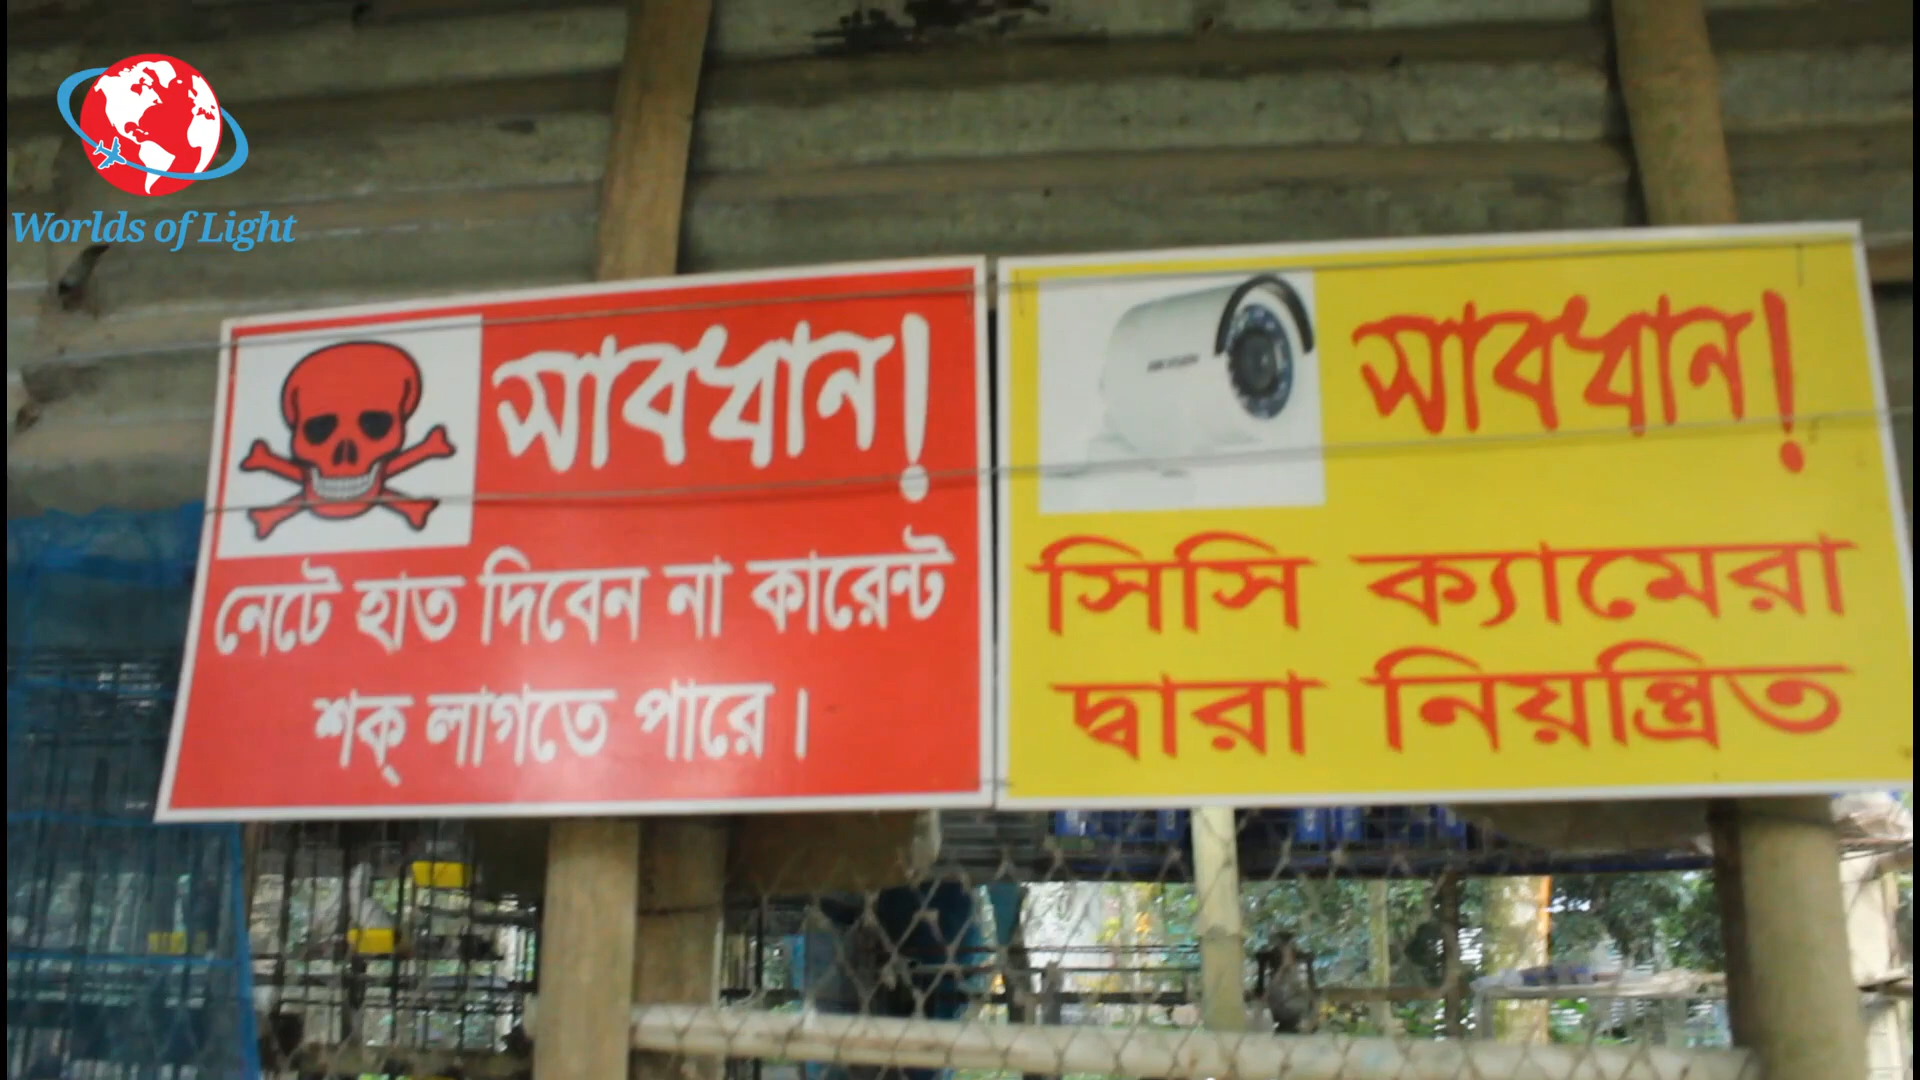 Worlds of Light
সাবধান!
নেটে হাত দিবেন না কারেন্ট
শক্ লাগতে পারে।
সাবধান!
সিসি ক্যামেরা
দ্বারা নিয়ন্ত্রিত